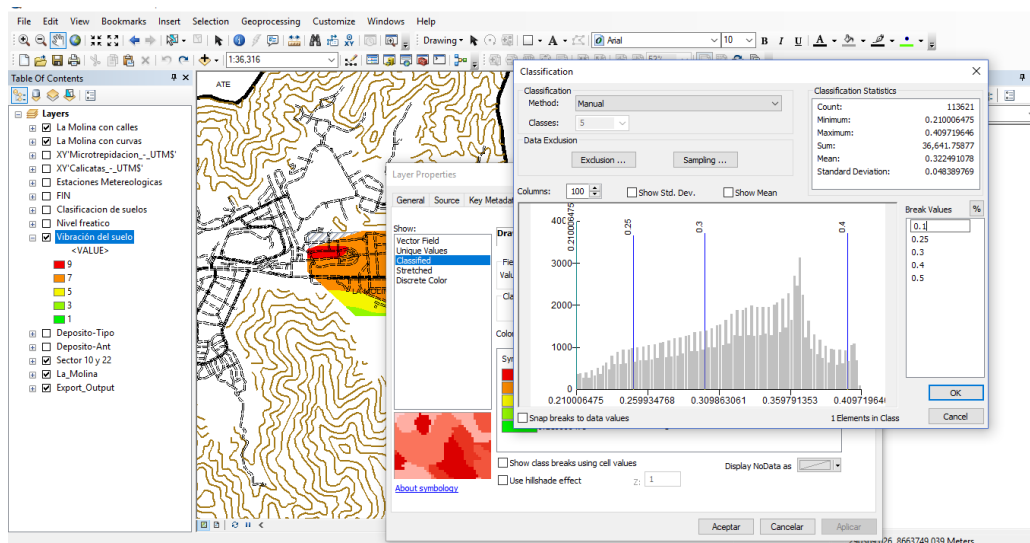 File Edit View Bookmarks Insert Selection Geoprocessing Customize Windows Help
Drawing A Arial 10 B I U A
1:36,316
Table Of Contents
Layers
La Molina con calles
La Molina con curvas
XY'Microtrepidacion_-_UTM$'
XY'Calicatas_-_UTM$'
Estaciones Metereologicas
FIN
Clasificacion de suelos
Nivel freatico
Vibración del suelo
<VALUE>
9
7
5
3
1
Deposito-Tipo
Deposito-Ant
Sector 10 y 22
La_Molina
Export_Output
ATE
Layer Properties
General Source Key Metadat
Show:
Vector Field
Unique Values
Classified
Stretched
Discrete Color
About symbology
Show class breaks using cell values
Use hillshade effect
Z: 1
Display NoData as
Aceptar Cancelar Aplicar
Classification
Classification
Method: Manual
Classes: 5
Data Exclusion
Exclusion ... Sampling ...
Classification Statistics
Count: 113621
Minimum: 0.210006475
Maximum: 0.409719646
Sum: 36,641.75877
Mean: 0.322491078
Standard Deviation: 0.048389769
Columns: 100 Show Std. Dev. Show Mean
Break Values %
0.1
0.25
0.3
0.4
0.5
0.210006475
0.25
0.3
0.4
3000
2000
1000
0
0.210006475 0.259934768 0.309863061 0.359791353 0.409719646
Snap breaks to data values
1 Elements in Class
OK
Cancel
8663749.039 Meters